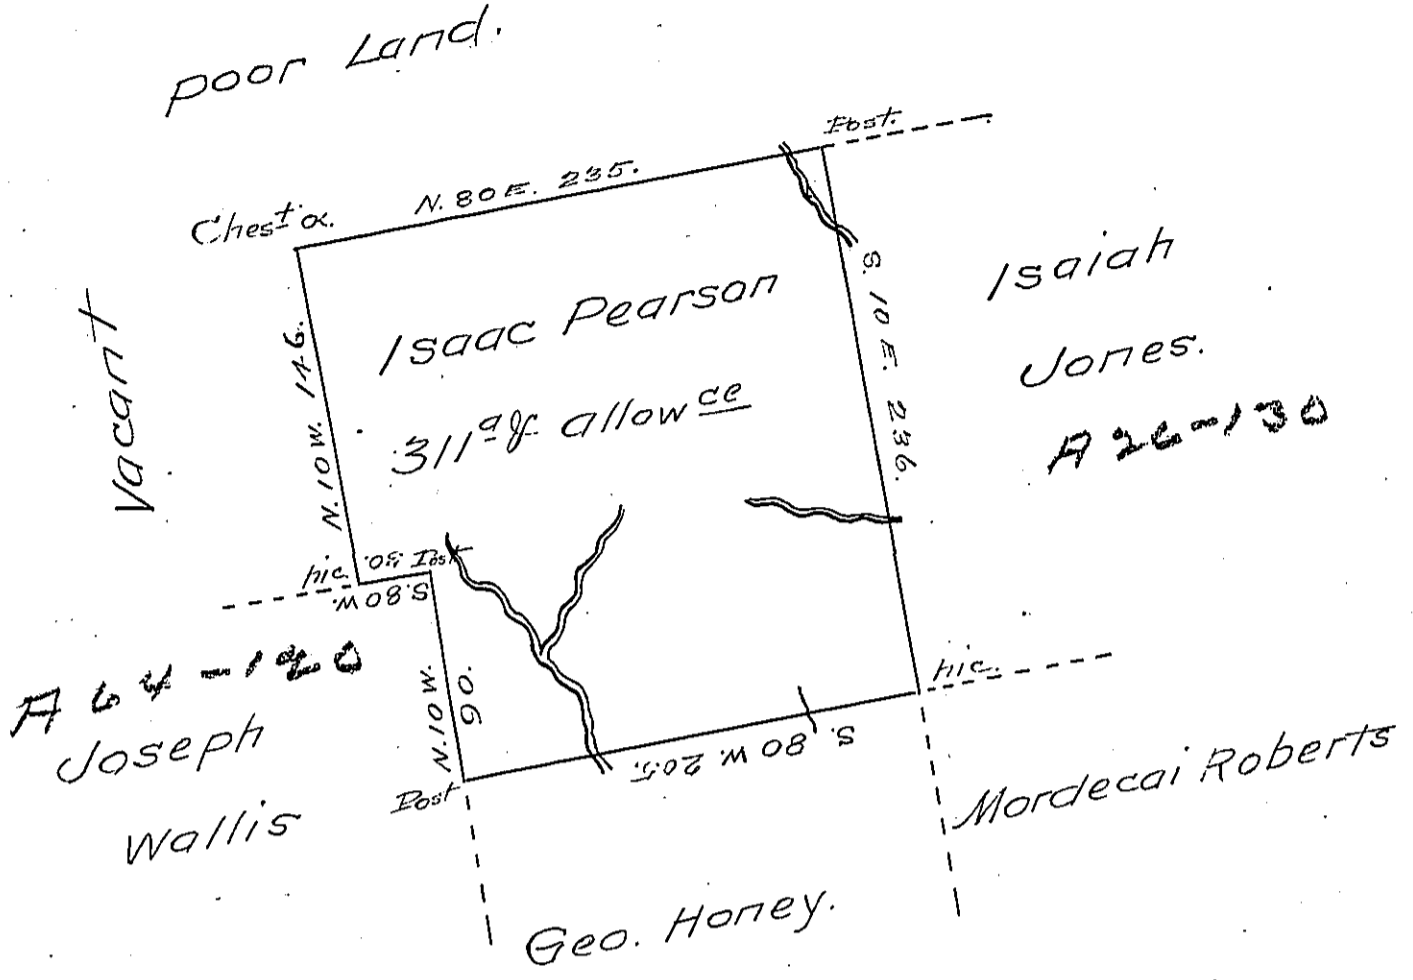 poor Land.
Post.
N. 80 E. 235.
Chest. o.
Vacant
N. 10 W. 146.
Isaac Pearson
311 a & allowce
S. 10 E. 236.
Isaiah
Jones.
A 26-130
hic. 30. Post
S. 80 W.
A 64-120
Joseph
Wallis
N. 10 W. 90.
Post
S. 80 W. 205.
hic.
Mordecai Roberts
Geo. Honey.